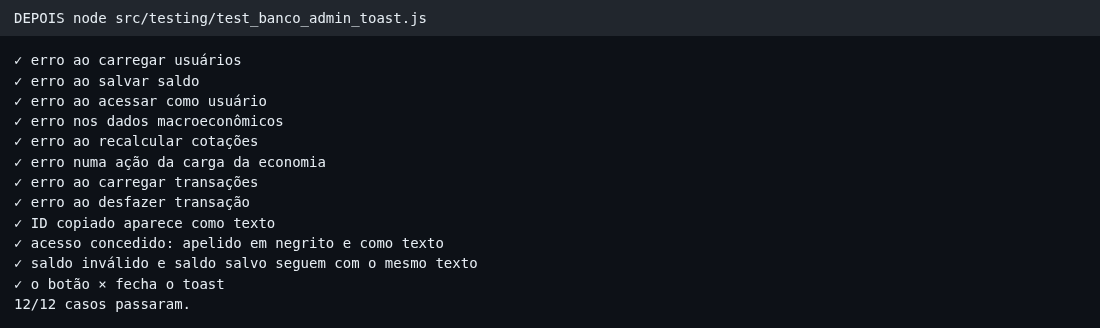 DEPOIS node src/testing/test_banco_admin_toast.js
✓ erro ao carregar usuários
✓ erro ao salvar saldo
✓ erro ao acessar como usuário
✓ erro nos dados macroeconômicos
✓ erro ao recalcular cotações
✓ erro numa ação da carga da economia
✓ erro ao carregar transações
✓ erro ao desfazer transação
✓ ID copiado aparece como texto
✓ acesso concedido: apelido em negrito e como texto
✓ saldo inválido e saldo salvo seguem com o mesmo texto
✓ o botão × fecha o toast
12/12 casos passaram.